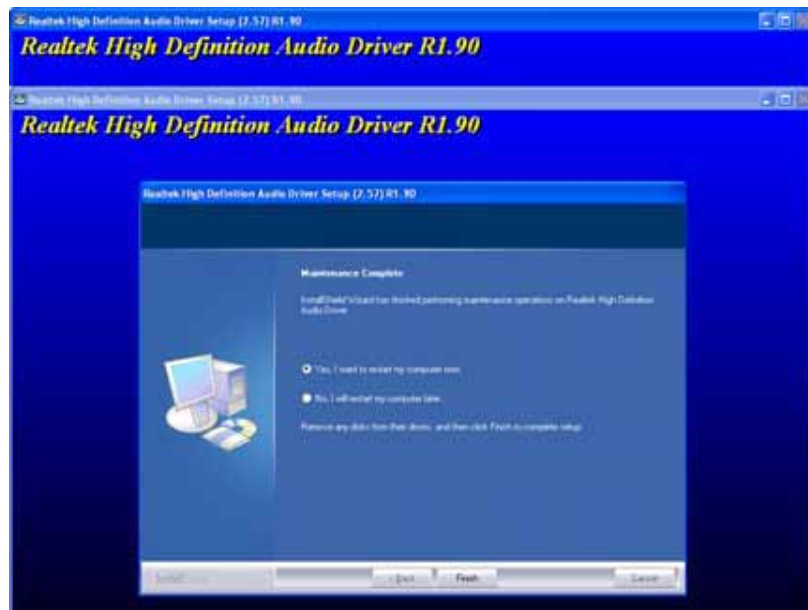 Realtek High Definition Audio Driver Setup (2.57) R1.90
Realtek High Definition Audio Driver R1.90
Realtek High Definition Audio Driver Setup (2.57) R1.90
Realtek High Definition Audio Driver R1.90
Realtek High Definition Audio Driver Setup (2.57) R1.90
Maintenance Complete
InstallShield Wizard has finished performing maintenance operations on Realtek High Definition
Audio Driver.
Yes, I want to restart my computer now.
No, I will restart my computer later.
Remove any disks from their drives, and then click Finish to complete setup.
InstallShield
< Back
Finish
Cancel